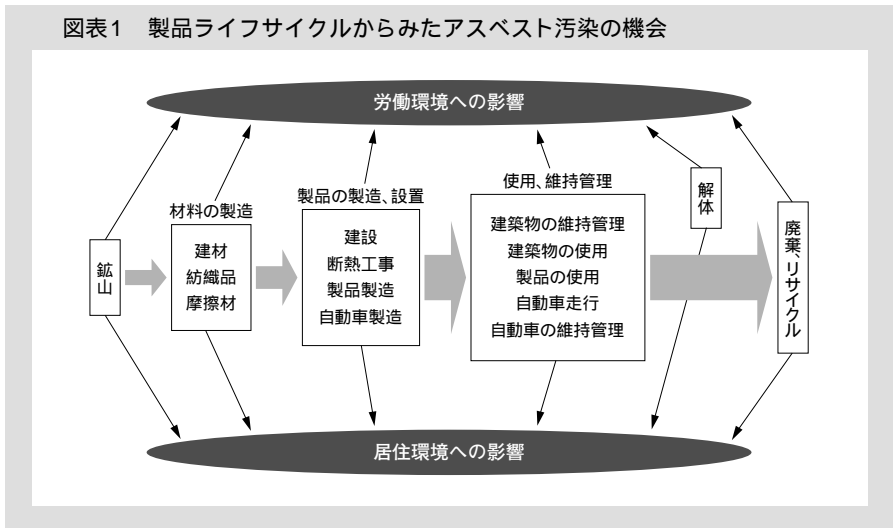 図表1 製品ライフサイクルからみたアスベスト汚染の機会
労働環境への影響
鉱山
材料の製造
建材
紡織品
摩擦材
製品の製造、設置
建設
断熱工事
製品製造
自動車製造
使用、維持管理
建築物の維持管理
建築物の使用
製品の使用
自動車走行
自動車の維持管理
解体
廃棄、リサイクル
居住環境への影響